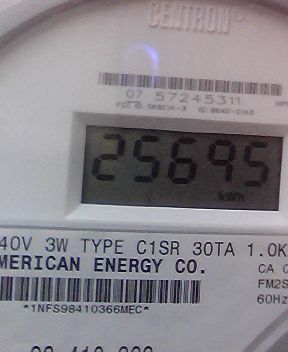 CENTRON
07 57245311
25695
kWh
40V 3W TYPE C1SR 30TA 1.0K
MERICAN ENERGY CO.
CA
FM2S
60Hz
*1NFS98410366MEC*